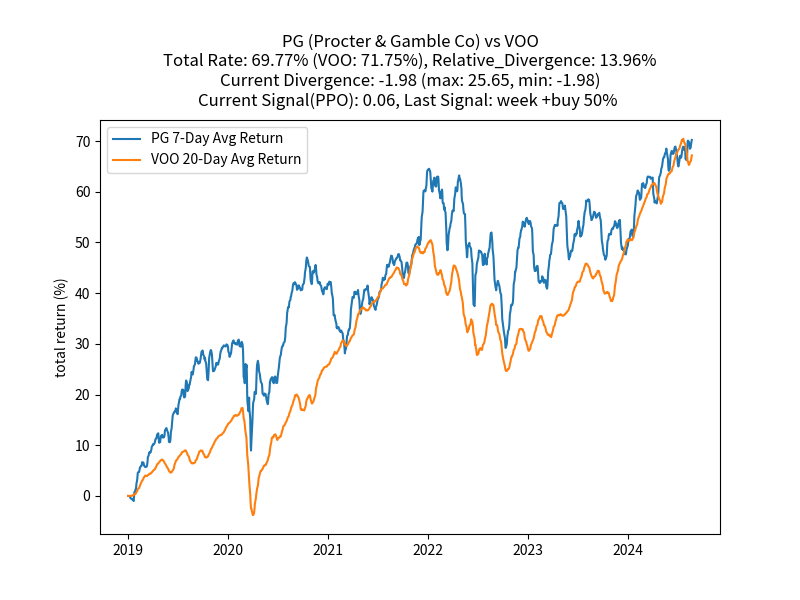 PG (Procter & Gamble Co) vs VOO
Total Rate: 69.77% (VOO: 71.75%), Relative_Divergence: 13.96%
Current Divergence: -1.98 (max: 25.65, min: -1.98)
Current Signal(PPO): 0.06, Last Signal: week +buy 50%
PG 7-Day Avg Return
VOO 20-Day Avg Return
total return (%)
70
60
50
40
30
20
10
0
2019 2020 2021 2022 2023 2024